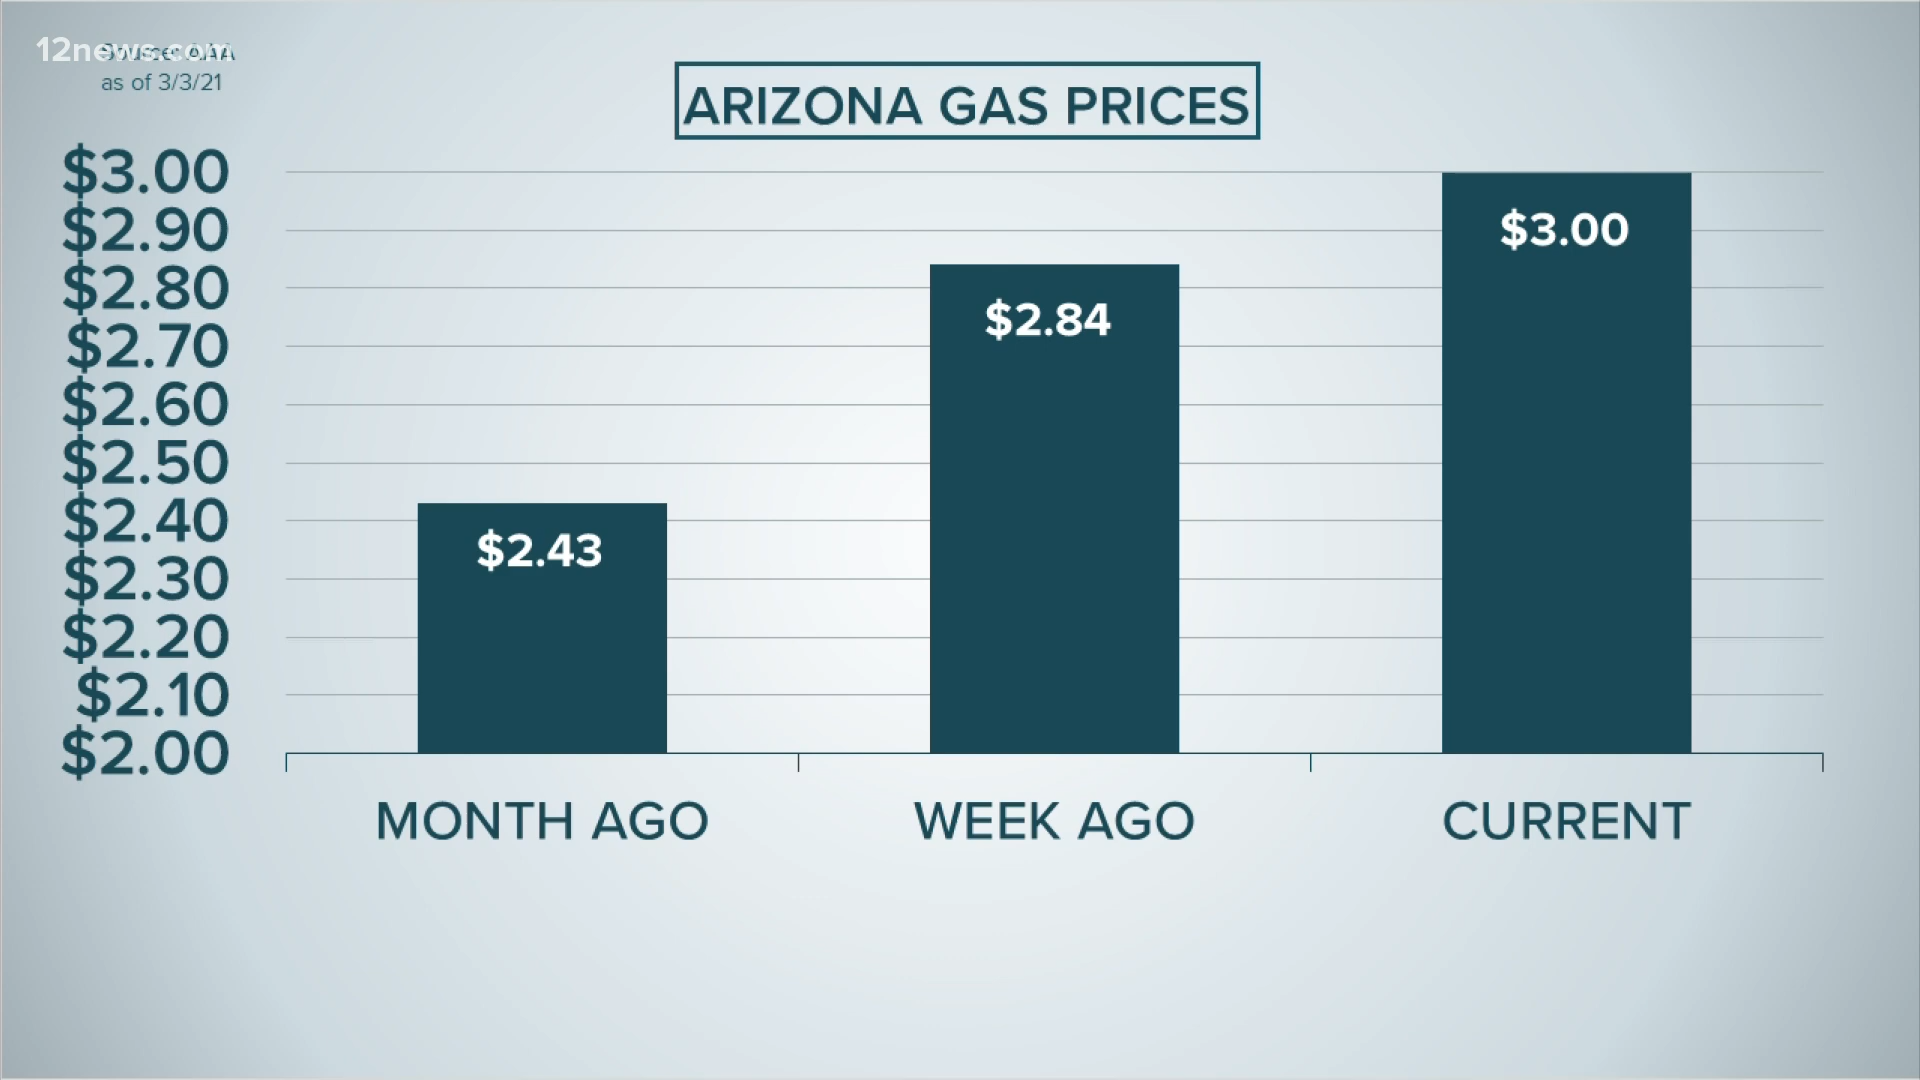 12news.com
Source: AAA
as of 3/3/21
ARIZONA GAS PRICES
$3.00
$2.90
$2.80
$2.70
$2.60
$2.50
$2.40
$2.30
$2.20
$2.10
$2.00
$2.43
$2.84
$3.00
MONTH AGO
WEEK AGO
CURRENT